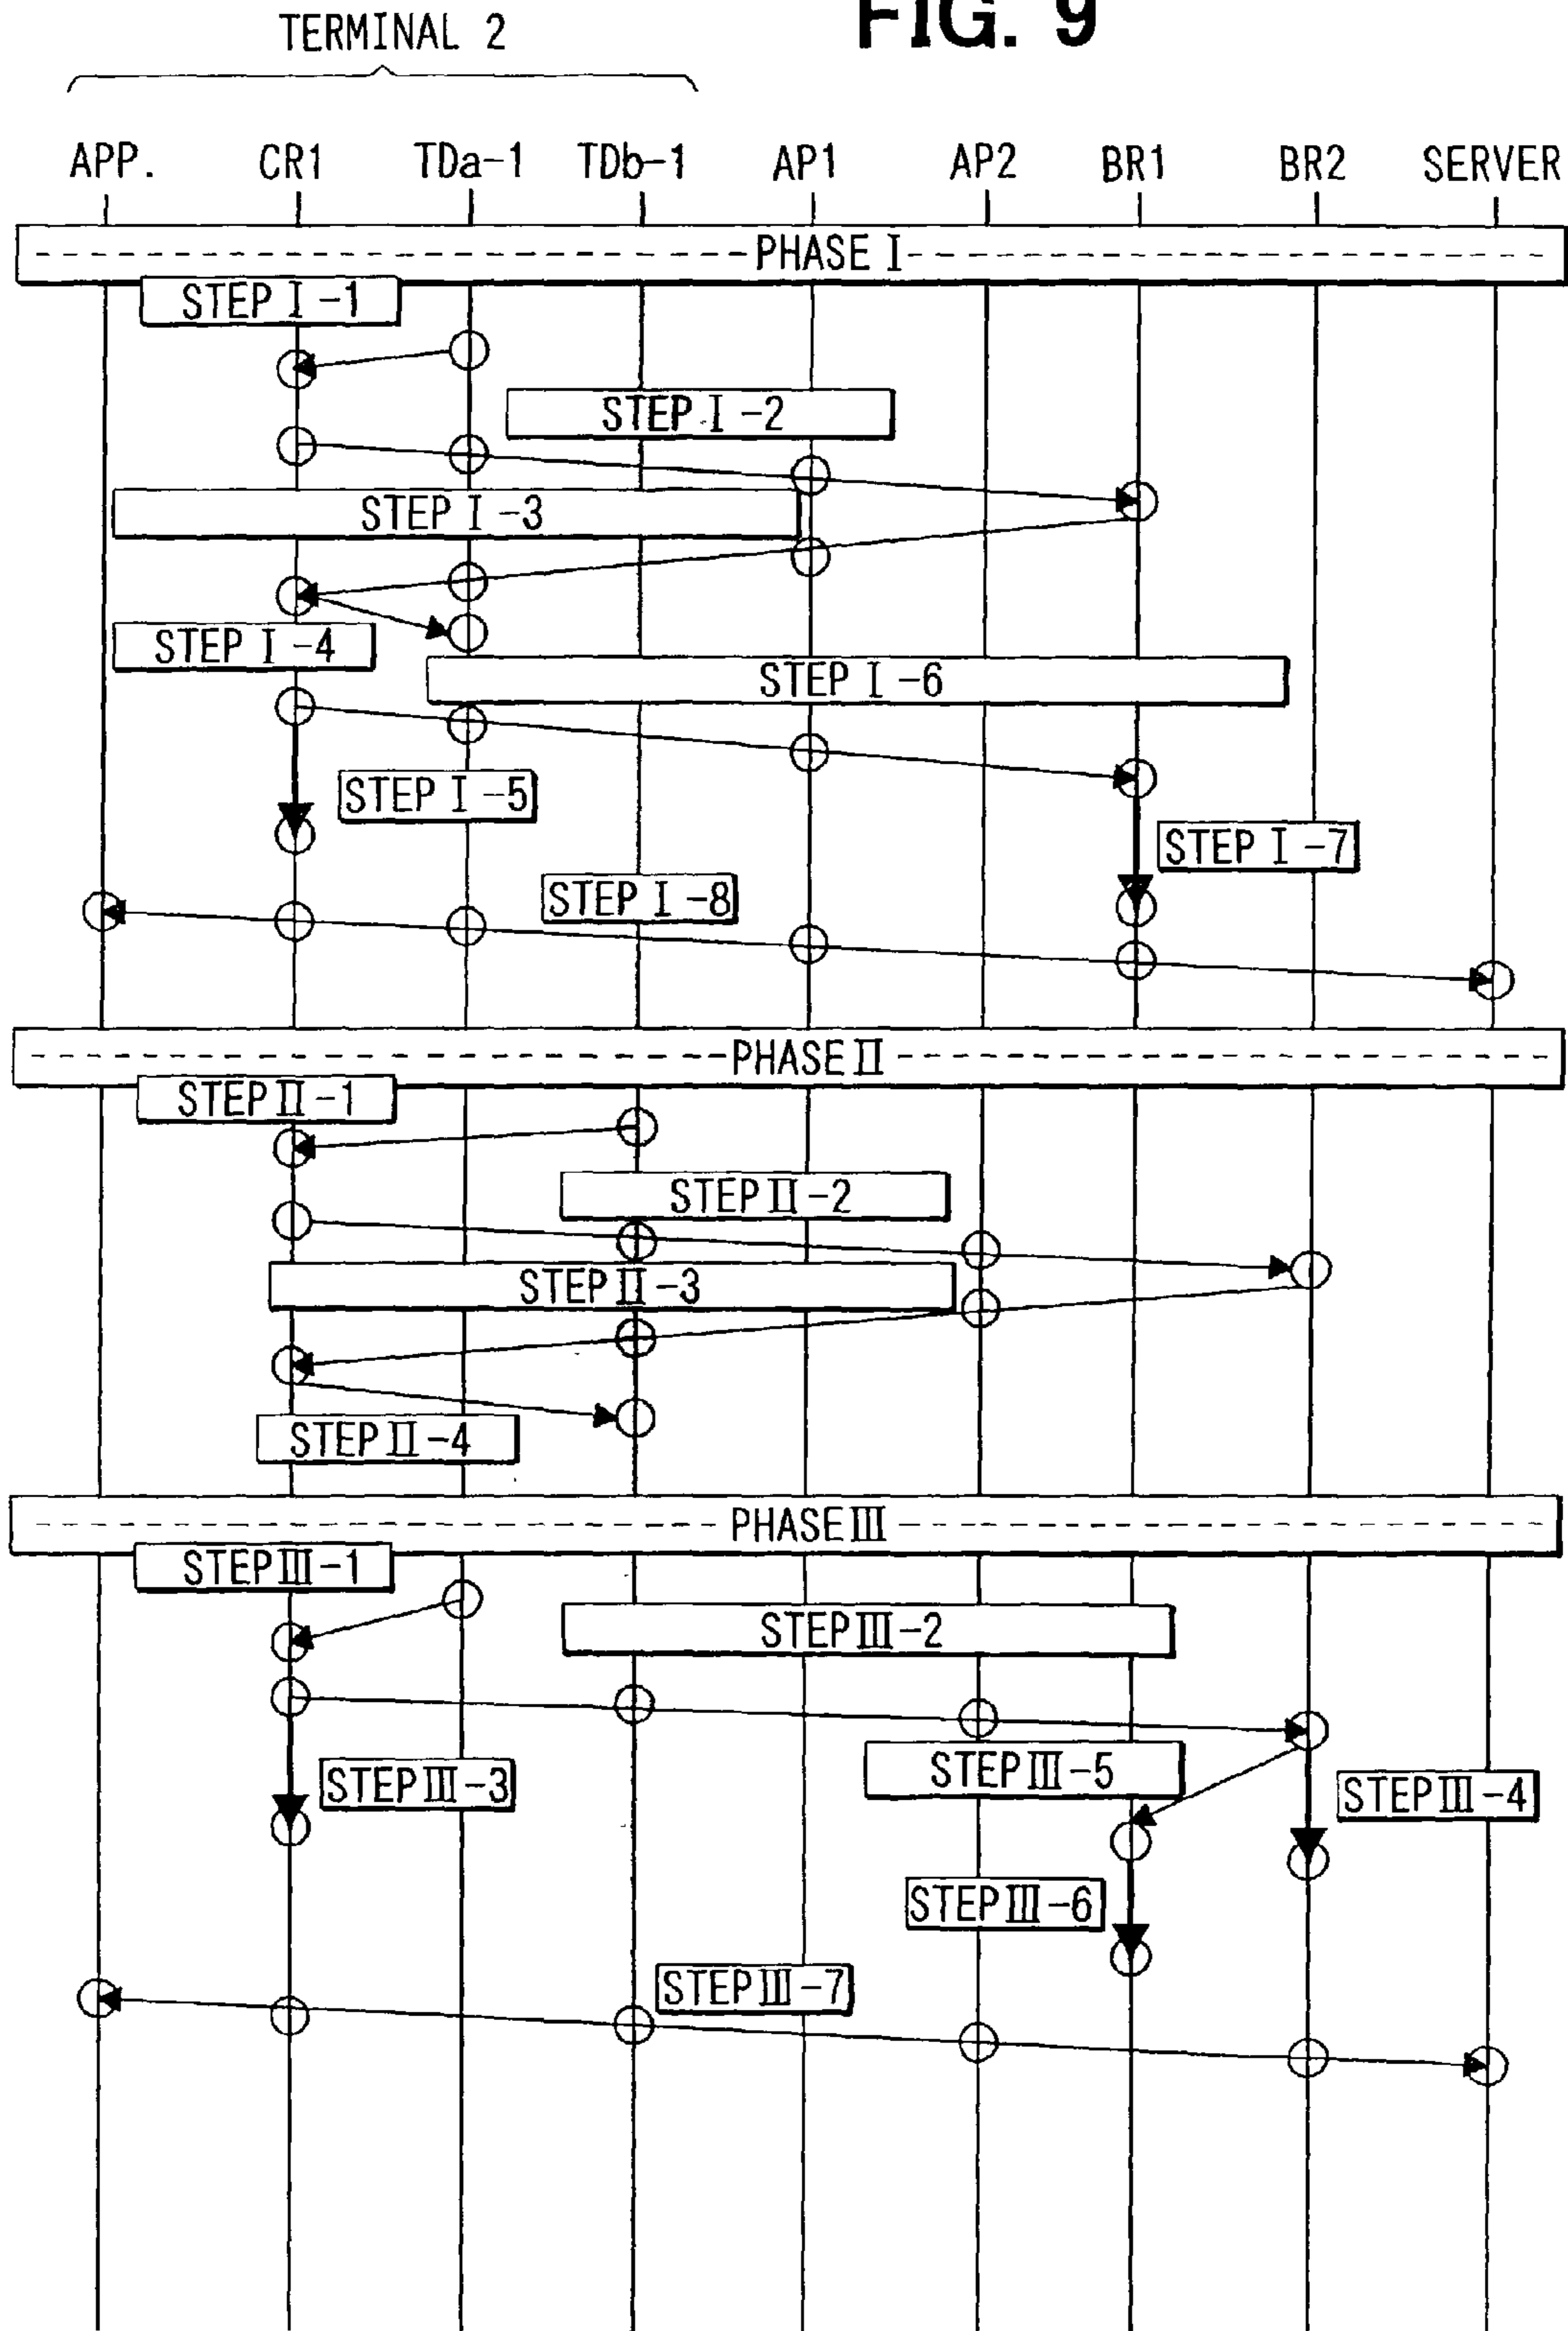 FIG. 9
TERMINAL 2
APP. CR1 TDa-1 TDb-1 AP1 AP2 BR1 BR2 SERVER
PHASE I
STEP I-1
STEP I-2
STEP I-3
STEP I-4
STEP I-6
STEP I-5
STEP I-7
STEP I-8
PHASE II
STEP II-1
STEP II-2
STEP II-3
STEP II-4
PHASE III
STEP III-1
STEP III-2
STEP III-5
STEP III-3
STEP III-4
STEP III-6
STEP III-7